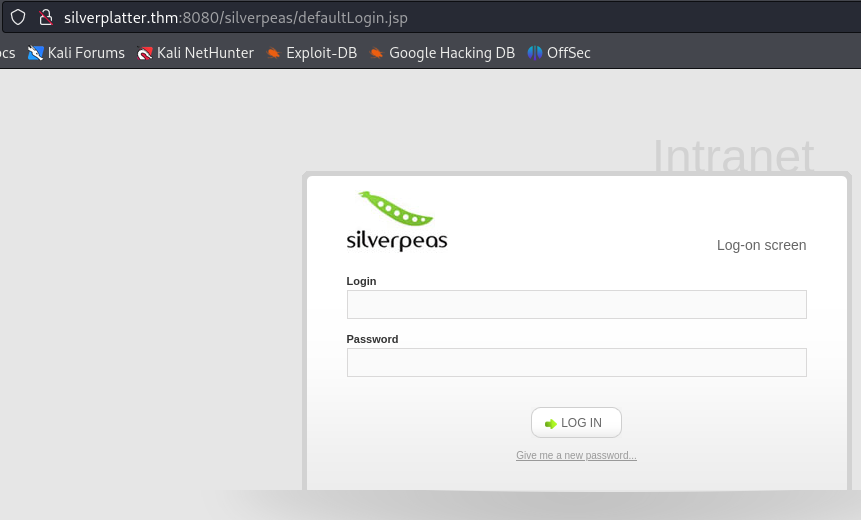 silverplatter.thm:8080/silverpeas/defaultLogin.jsp
ocs Kali Forums Kali NetHunter Exploit-DB Google Hacking DB OffSec
Intranet
silverpeas
Log-on screen
Login
Password
LOG IN
Give me a new password...